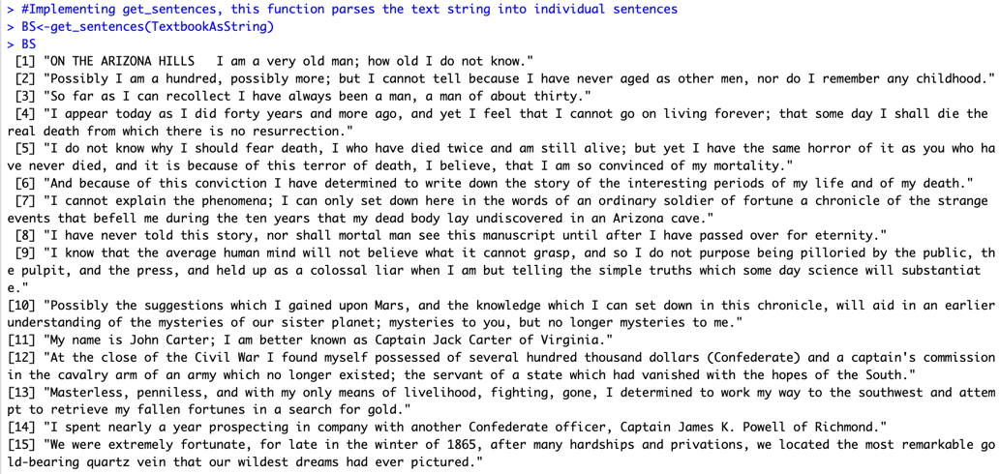 > #Implementing get_sentences, this function parses the text string into individual sentences
> BS<-get_sentences(TextbookAsString)
> BS
[1] "ON THE ARIZONA HILLS   I am a very old man; how old I do not know."
[2] "Possibly I am a hundred, possibly more; but I cannot tell because I have never aged as other men, nor do I remember any childhood."
[3] "So far as I can recollect I have always been a man, a man of about thirty."
[4] "I appear today as I did forty years and more ago, and yet I feel that I cannot go on living forever; that some day I shall die the
real death from which there is no resurrection."
[5] "I do not know why I should fear death, I who have died twice and am still alive; but yet I have the same horror of it as you who ha
ve never died, and it is because of this terror of death, I believe, that I am so convinced of my mortality."
[6] "And because of this conviction I have determined to write down the story of the interesting periods of my life and of my death."
[7] "I cannot explain the phenomena; I can only set down here in the words of an ordinary soldier of fortune a chronicle of the strange
events that befell me during the ten years that my dead body lay undiscovered in an Arizona cave."
[8] "I have never told this story, nor shall mortal man see this manuscript until after I have passed over for eternity."
[9] "I know that the average human mind will not believe what it cannot grasp, and so I do not purpose being pilloried by the public, th
e pulpit, and the press, and held up as a colossal liar when I am but telling the simple truths which some day science will substantiat
e."
[10] "Possibly the suggestions which I gained upon Mars, and the knowledge which I can set down in this chronicle, will aid in an earlier
understanding of the mysteries of our sister planet; mysteries to you, but no longer mysteries to me."
[11] "My name is John Carter; I am better known as Captain Jack Carter of Virginia."
[12] "At the close of the Civil War I found myself possessed of several hundred thousand dollars (Confederate) and a captain's commission
in the cavalry arm of an army which no longer existed; the servant of a state which had vanished with the hopes of the South."
[13] "Masterless, penniless, and with my only means of livelihood, fighting, gone, I determined to work my way to the southwest and attem
pt to retrieve my fallen fortunes in a search for gold."
[14] "I spent nearly a year prospecting in company with another Confederate officer, Captain James K. Powell of Richmond."
[15] "We were extremely fortunate, for late in the winter of 1865, after many hardships and privations, we located the most remarkable go
ld-bearing quartz vein that our wildest dreams had ever pictured."